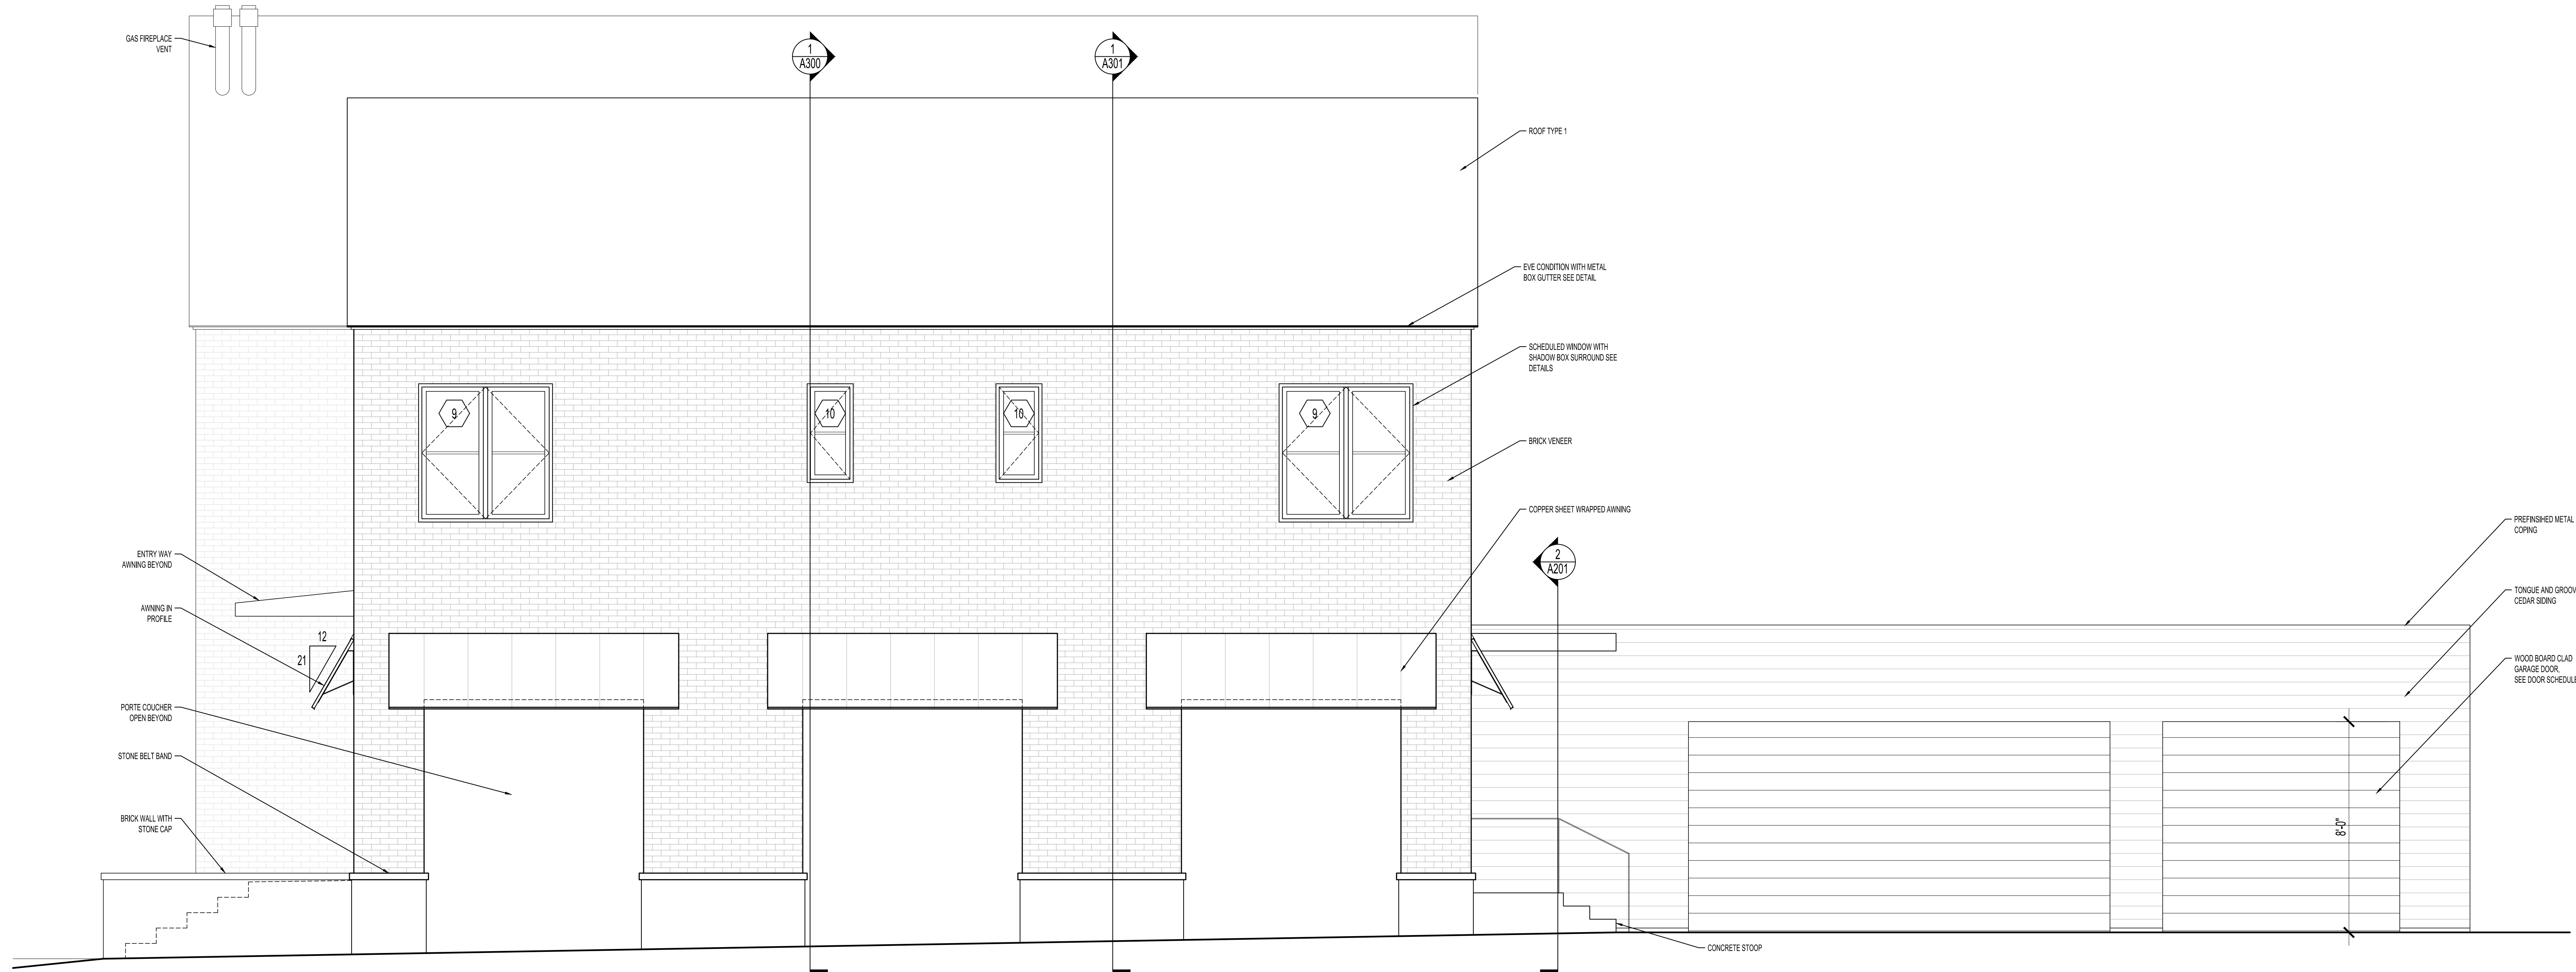 GAS FIREPLACE
VENT
1
A300
1
A301
ROOF TYPE 1
EVE CONDITION WITH METAL
BOX GUTTER SEE DETAIL
SCHEDULED WINDOW WITH
SHADOW BOX SURROUND SEE
DETAILS
9
10
10
9
BRICK VENEER
COPPER SHEET WRAPPED AWNING
2
A201
PREFINSIHED METAL
COPING
ENTRY WAY
AWNING BEYOND
TONGUE AND GROOV
CEDAR SIDING
AWNING IN
PROFILE
12
21
WOOD BOARD CLAD
GARAGE DOOR,
SEE DOOR SCHEDULE
PORTE COUCHER
OPEN BEYOND
STONE BELT BAND
BRICK WALL WITH
STONE CAP
8'-0"
CONCRETE STOOP